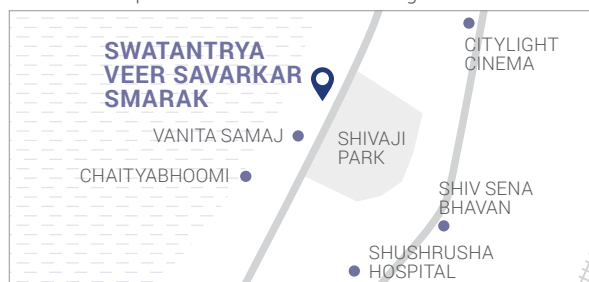 SWATANTRYA
VEER SAVARKAR
SMARAK
CITYLIGHT
CINEMA
VANITA SAMAJ
SHIVAJI
PARK
CHAITYABHOOMI
SHIV SENA
BHAVAN
SHUSHRUSHA
HOSPITAL